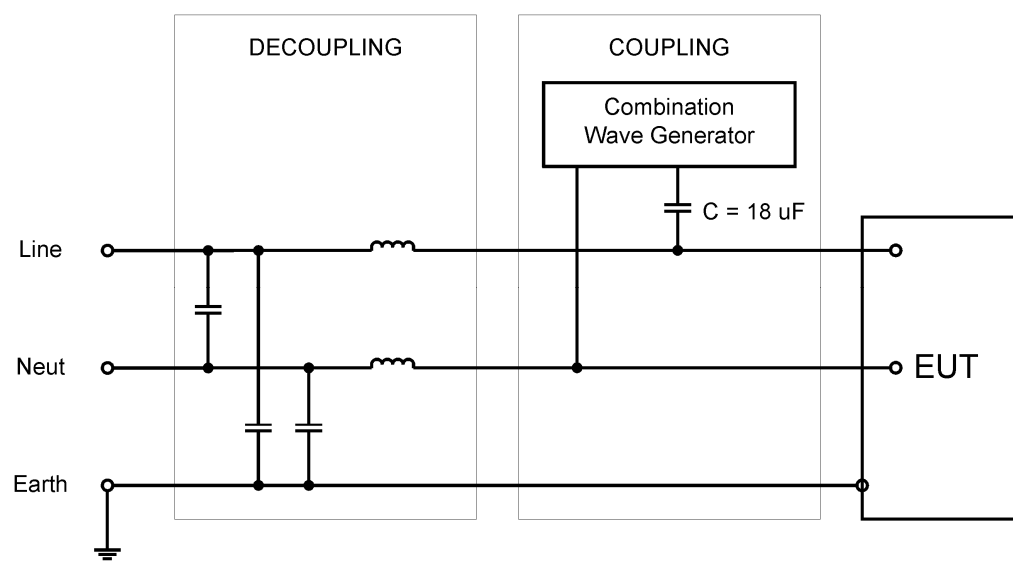 DECOUPLING
COUPLING
Combination
Wave Generator
C = 18 uF
Line
Neut
EUT
Earth